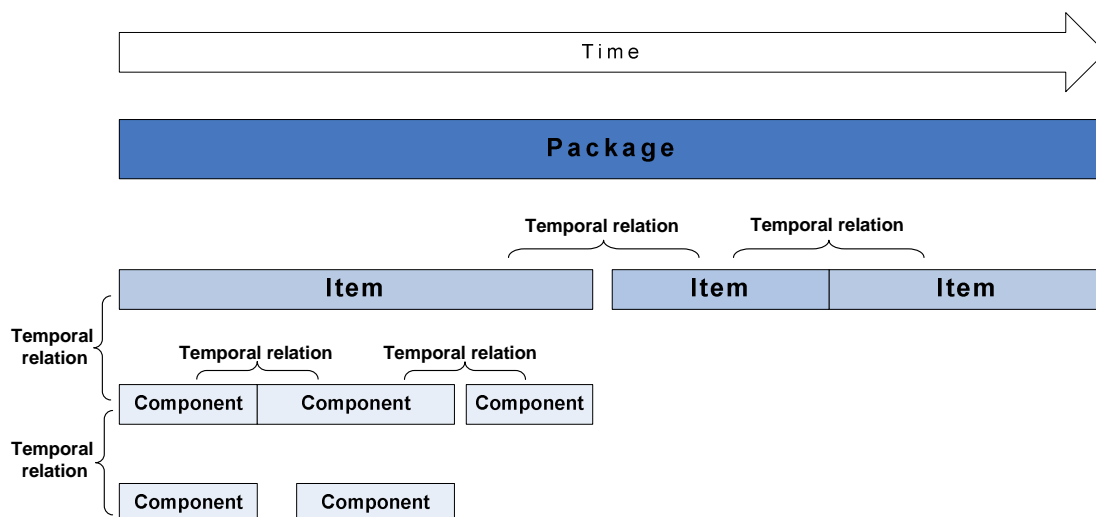 Time
Package
Temporal relation
Temporal relation
Item
Item
Item
Temporal
relation
Temporal relation
Temporal relation
Component
Component
Component
Temporal
relation
Component
Component